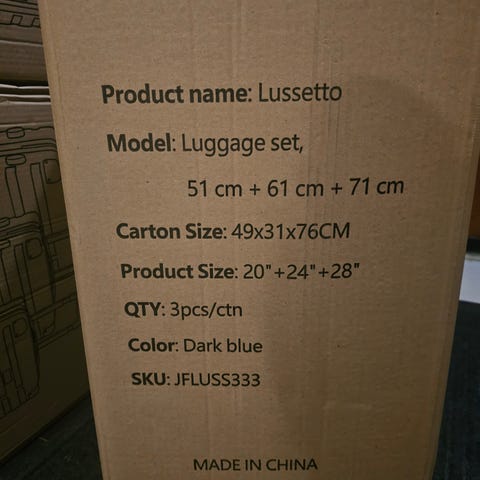 Product name: Lussetto
Model: Luggage set,
51 cm + 61 cm + 71 cm
Carton Size: 49x31x76CM
Product Size: 20"+24"+28"
QTY: 3pcs/ctn
Color: Dark blue
SKU: JFLUSS333
MADE IN CHINA